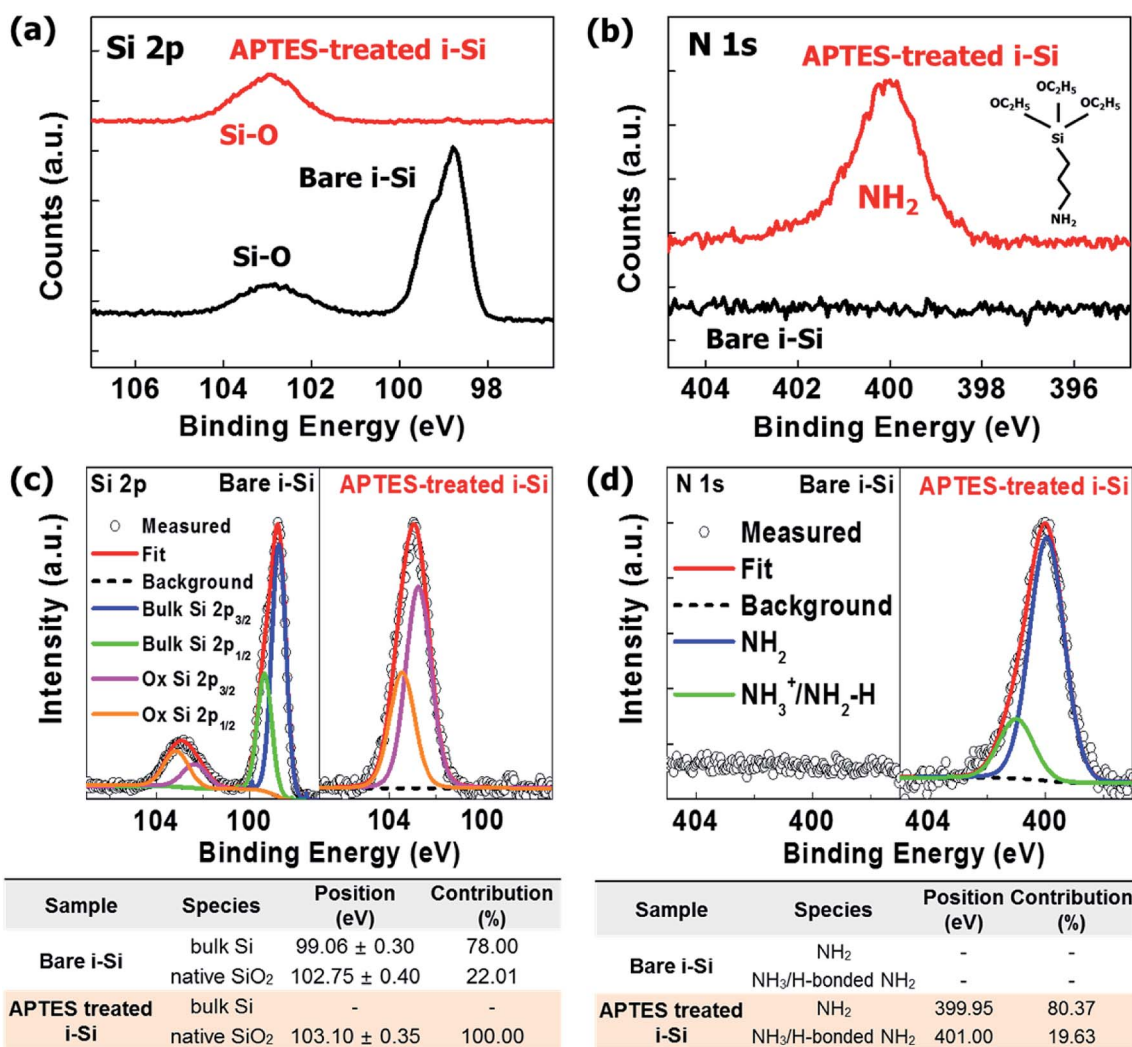 (a)
Si 2p
APTES-treated i-Si
Si-O
Bare i-Si
Si-O
Counts (a.u.)
106 104 102 100 98
Binding Energy (eV)
(b)
N 1s
APTES-treated i-Si
OC₂H₅
OC₂H₅ OC₂H₅
Si
NH₂
NH₂
Bare i-Si
Counts (a.u.)
404 402 400 398 396
Binding Energy (eV)
(c)
Si 2p Bare i-Si APTES-treated i-Si
Measured
Fit
Background
Bulk Si 2p₃/₂
Bulk Si 2p₁/₂
Ox Si 2p₃/₂
Ox Si 2p₁/₂
Intensity (a.u.)
104 100 104 100
Binding Energy (eV)
(d)
N 1s Bare i-Si APTES-treated i-Si
Measured
Fit
Background
NH₂
NH₃⁺/NH₂-H
Intensity (a.u.)
404 400 404 400
Binding Energy (eV)
Sample Species Position (eV) Contribution (%)
Bare i-Si
bulk Si 99.06 ± 0.30 78.00
native SiO₂ 102.75 ± 0.40 22.01
APTES treated i-Si
bulk Si - -
native SiO₂ 103.10 ± 0.35 100.00
Sample Species Position (eV) Contribution (%)
Bare i-Si
NH₂ - -
NH₃/H-bonded NH₂ - -
APTES treated i-Si
NH₂ 399.95 80.37
NH₃/H-bonded NH₂ 401.00 19.63